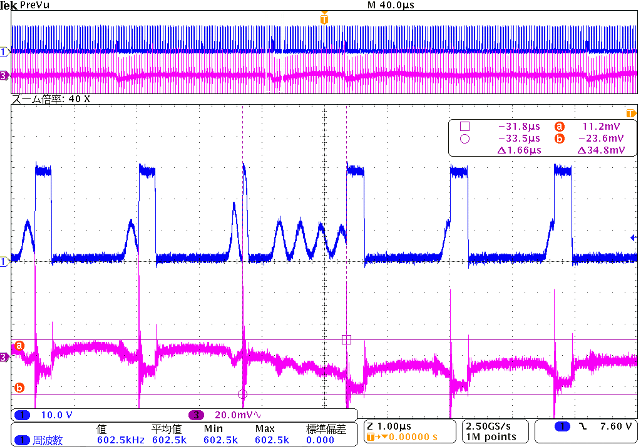 Tek PreVu M 40.0µs
T
1
3
ズーム倍率: 40 X
T
−31.8µs a 11.2mV
−33.5µs b −23.6mV
Δ1.66µs Δ34.8mV
1
a
3
b
1 10.0 V 3 20.0mV∿ Z 1.00µs 2.50GS/s 1 7.60 V
T 0.00000 s 1M points
値 平均値 Min Max 標準偏差
1 周波数 602.5kHz 602.5k 602.5k 602.5k 0.000